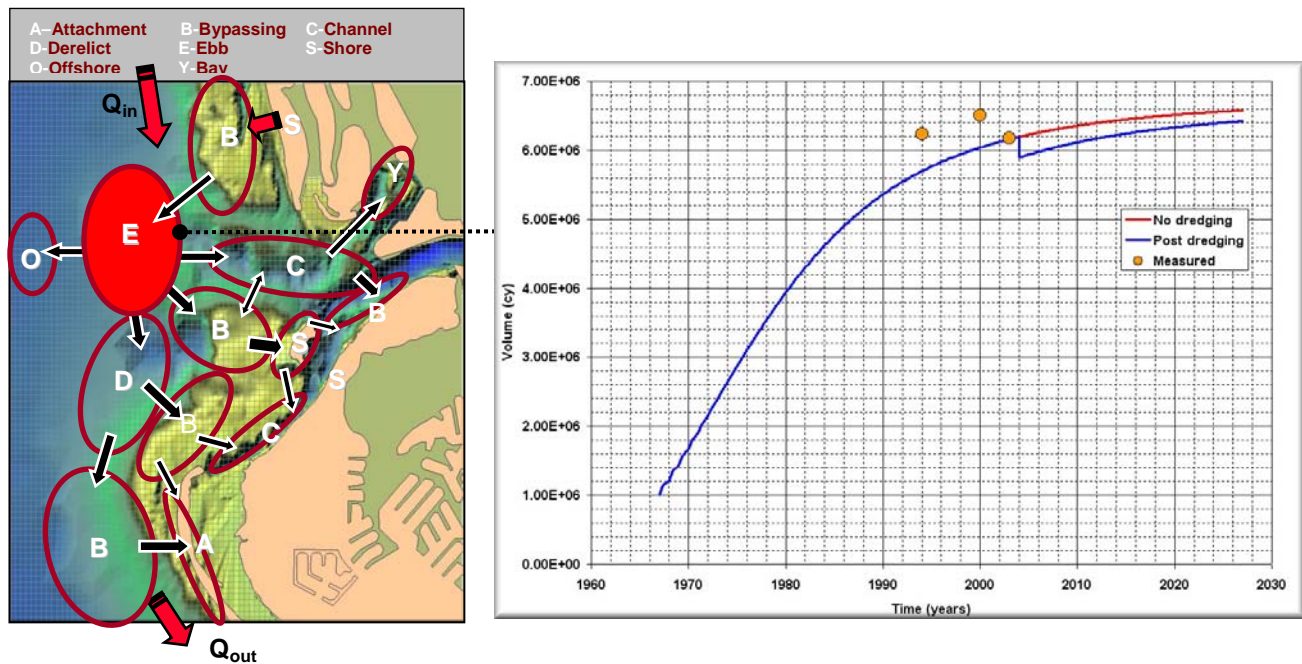 A–Attachment B-Bypassing C-Channel
D-Derelict E-Ebb S-Shore
O-Offshore Y-Bay
Qin
B
S
Y
E
O
C
B
B
S
D
S
B
C
B
A
Qout
7.00E+06
6.00E+06
5.00E+06
4.00E+06
3.00E+06
2.00E+06
1.00E+06
0.00E+00
Volume (cy)
1960 1970 1980 1990 2000 2010 2020 2030
Time (years)
No dredging
Post dredging
Measured